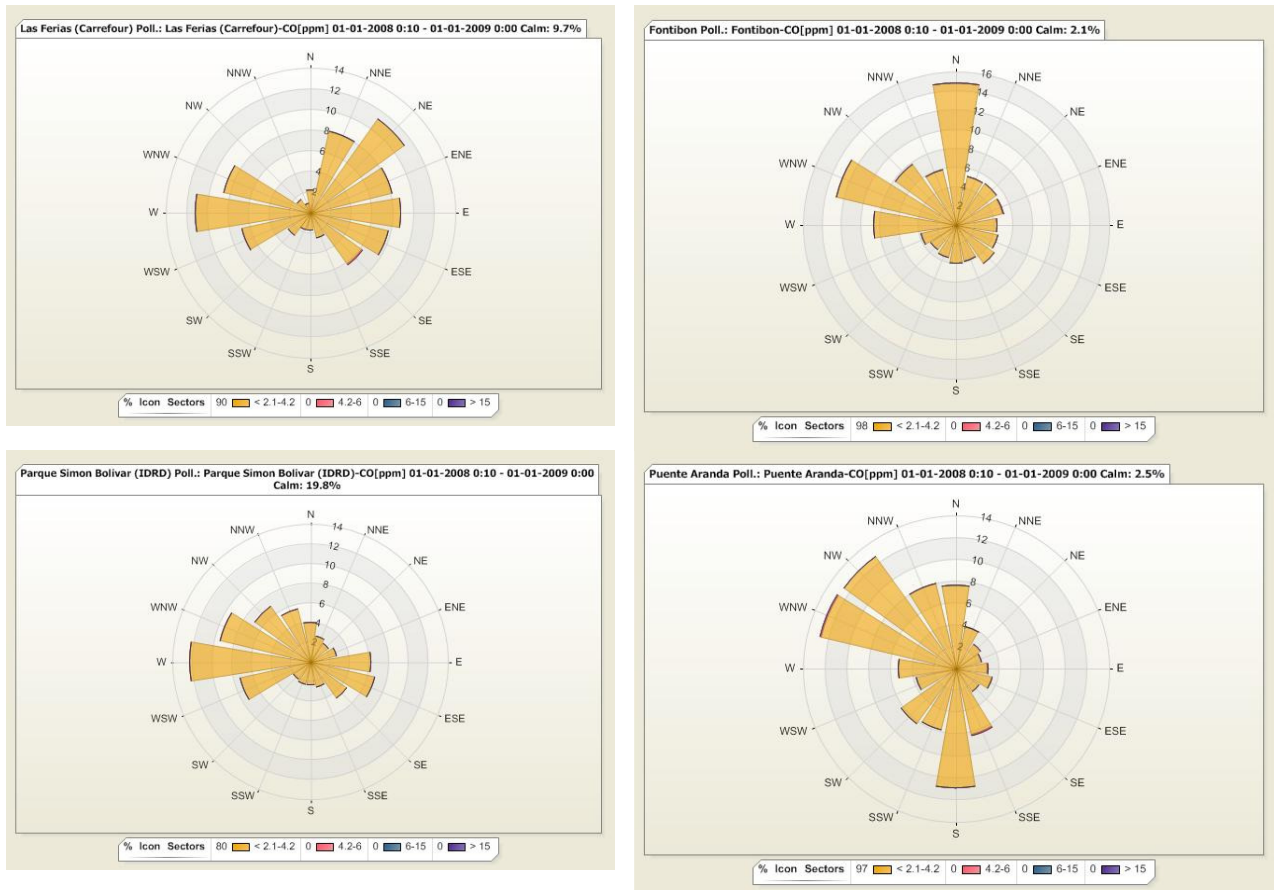 Las Ferias (Carrefour) Poll.: Las Ferias (Carrefour)-CO[ppm] 01-01-2008 0:10 - 01-01-2009 0:00 Calm: 9.7%
N
NNW 14 NNE
12
NW 10 NE
8
WNW 6 ENE
4
2
W E
WSW ESE
SW SE
SSW SSE
S
% Icon Sectors 90 < 2.1-4.2 0 4.2-6 0 6-15 0 > 15
Fontibon Poll.: Fontibon-CO[ppm] 01-01-2008 0:10 - 01-01-2009 0:00 Calm: 2.1%
N
NNW 16 NNE
14
NW 12 NE
10
8
WNW 6 ENE
4
2
W E
WSW ESE
SW SE
SSW SSE
S
% Icon Sectors 98 < 2.1-4.2 0 4.2-6 0 6-15 0 > 15
Parque Simon Bolivar (IDRD) Poll.: Parque Simon Bolivar (IDRD)-CO[ppm] 01-01-2008 0:10 - 01-01-2009 0:00
Calm: 19.8%
N
NNW 14 NNE
12
NW 10 NE
8
WNW 6 ENE
4
2
W E
WSW ESE
SW SE
SSW SSE
S
% Icon Sectors 80 < 2.1-4.2 0 4.2-6 0 6-15 0 > 15
Puente Aranda Poll.: Puente Aranda-CO[ppm] 01-01-2008 0:10 - 01-01-2009 0:00 Calm: 2.5%
N
NNW 14 NNE
12
NW 10 NE
8
WNW 6 ENE
4
2
W E
WSW ESE
SW SE
SSW SSE
S
% Icon Sectors 97 < 2.1-4.2 0 4.2-6 0 6-15 0 > 15